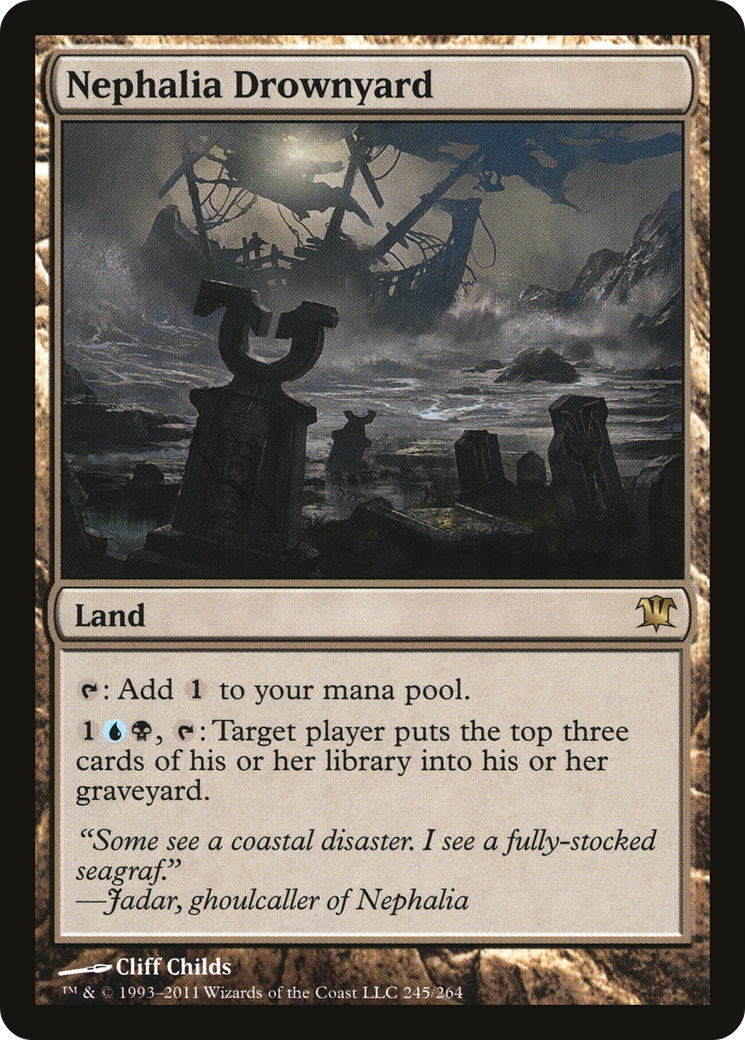 Nephalia Drownyard
Land
: Add 1 to your mana pool.
1, : Target player puts the top three
cards of his or her library into his or her
graveyard.
“Some see a coastal disaster. I see a fully-stocked
seagraf.”
—Jadar, ghoulcaller of Nephalia
Cliff Childs
™ & © 1993–2011 Wizards of the Coast LLC 245/264